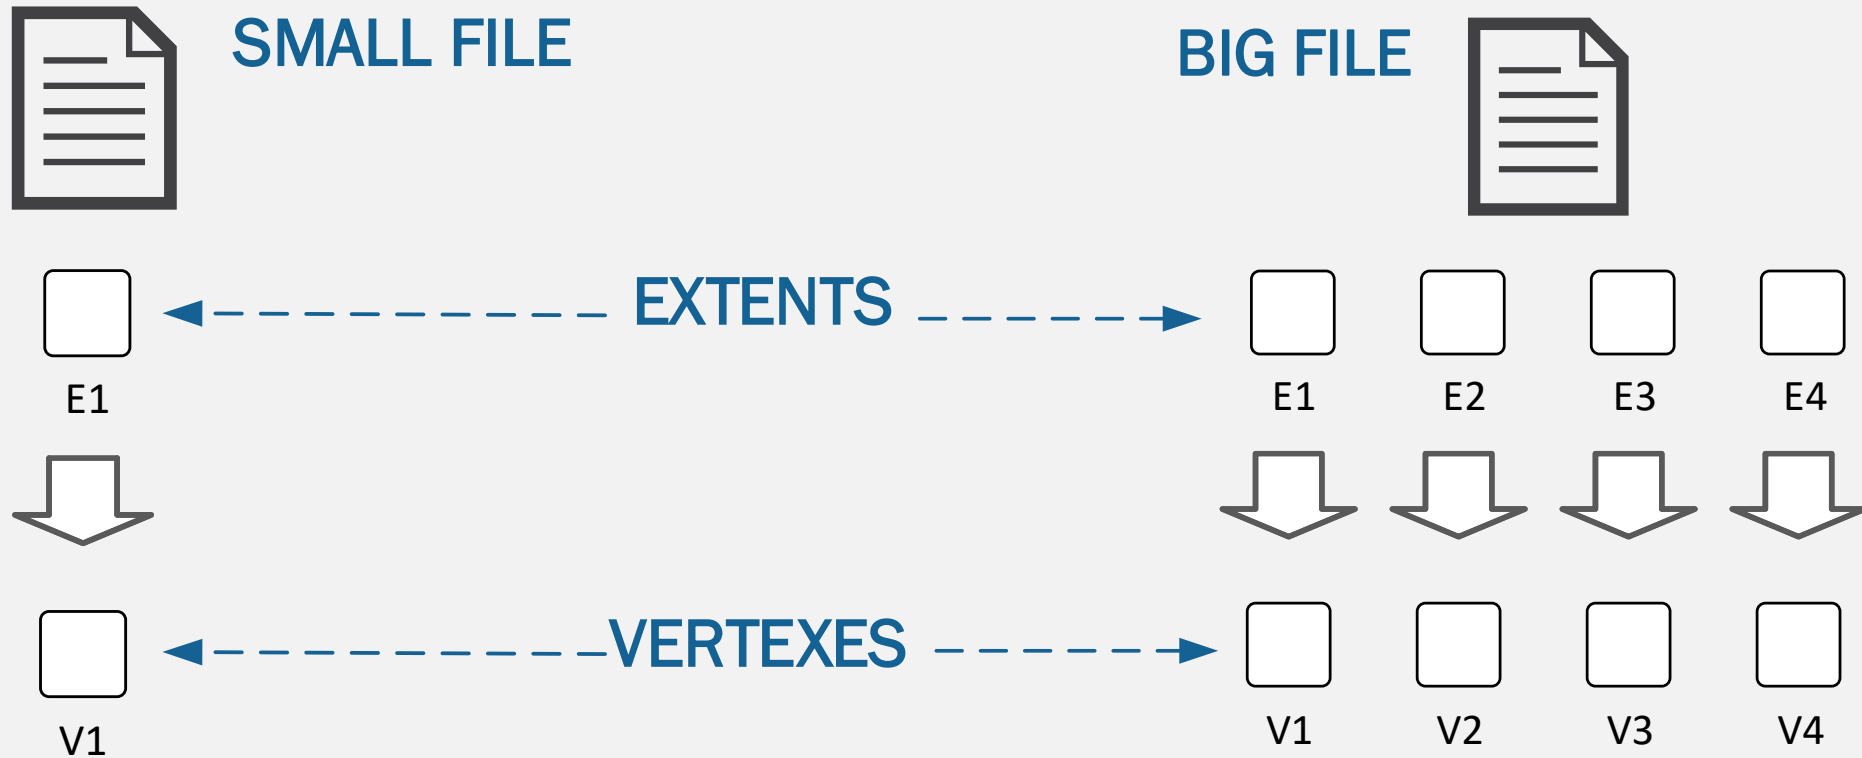 SMALL FILE
BIG FILE
EXTENTS
E1
E1
E2
E3
E4
VERTEXES
V1
V1
V2
V3
V4